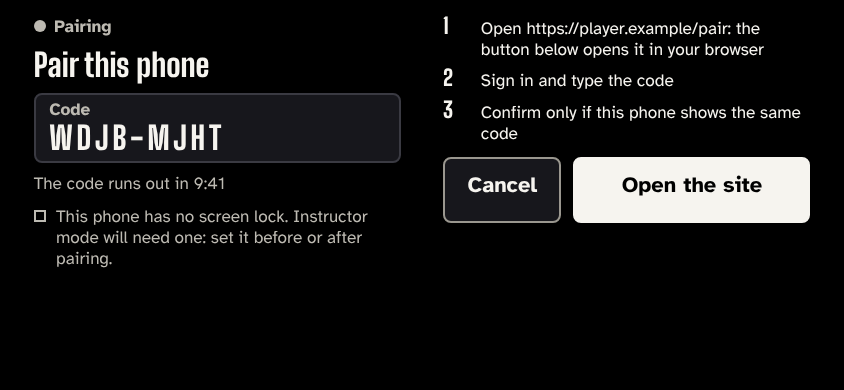 Pairing
Pair this phone
Code
WDJB-MJHT
The code runs out in 9:41
This phone has no screen lock. Instructor
mode will need one: set it before or after
pairing.
1 Open https://player.example/pair: the
button below opens it in your browser
2 Sign in and type the code
3 Confirm only if this phone shows the same
code
Cancel
Open the site